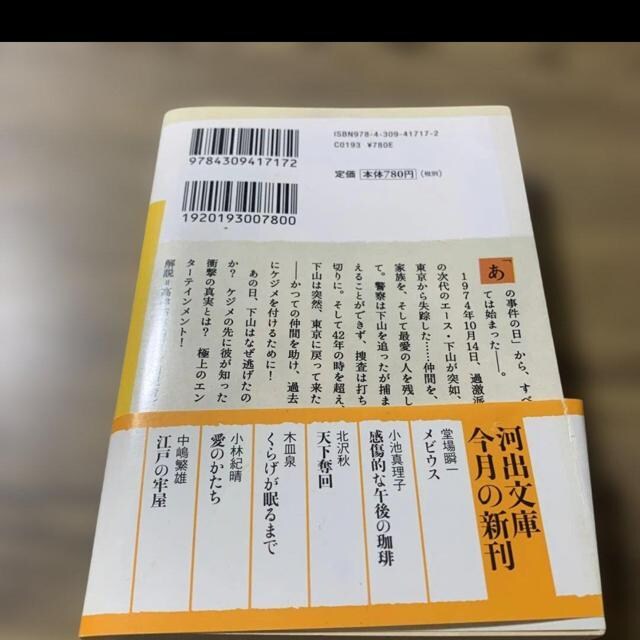 ISBN978-4-309-41717-2
C0193 ¥780E
9784309417172
定価 本体780円（税別）
1920193007800
「あの事件の日」から、すべ
ては始まった――。
1974年10月14日、過激派
の次代のエース・下山が突如、
東京から失踪した……仲間を、
家族を、そして最愛の人を残し
て。警察は下山を追ったが捕ま
えることができず、捜査は打ち
切りに。そして42年の時を超え、
下山は突然、東京に戻って来た
――かつての仲間を助け、過去
にケジメを付けるために！
あの日、下山はなぜ逃げたの
か？ ケジメの先に彼が知った
衝撃の真実とは？ 極上のエン
ターテインメント！
解説＝高
河出文庫
今月の新刊
堂場瞬一
メビウス
小池真理子
感傷的な午後の珈琲
北沢秋
天下奪回
木皿泉
くらげが眠るまで
小林紀晴
愛のかたち
中嶋繁雄
江戸の牢屋